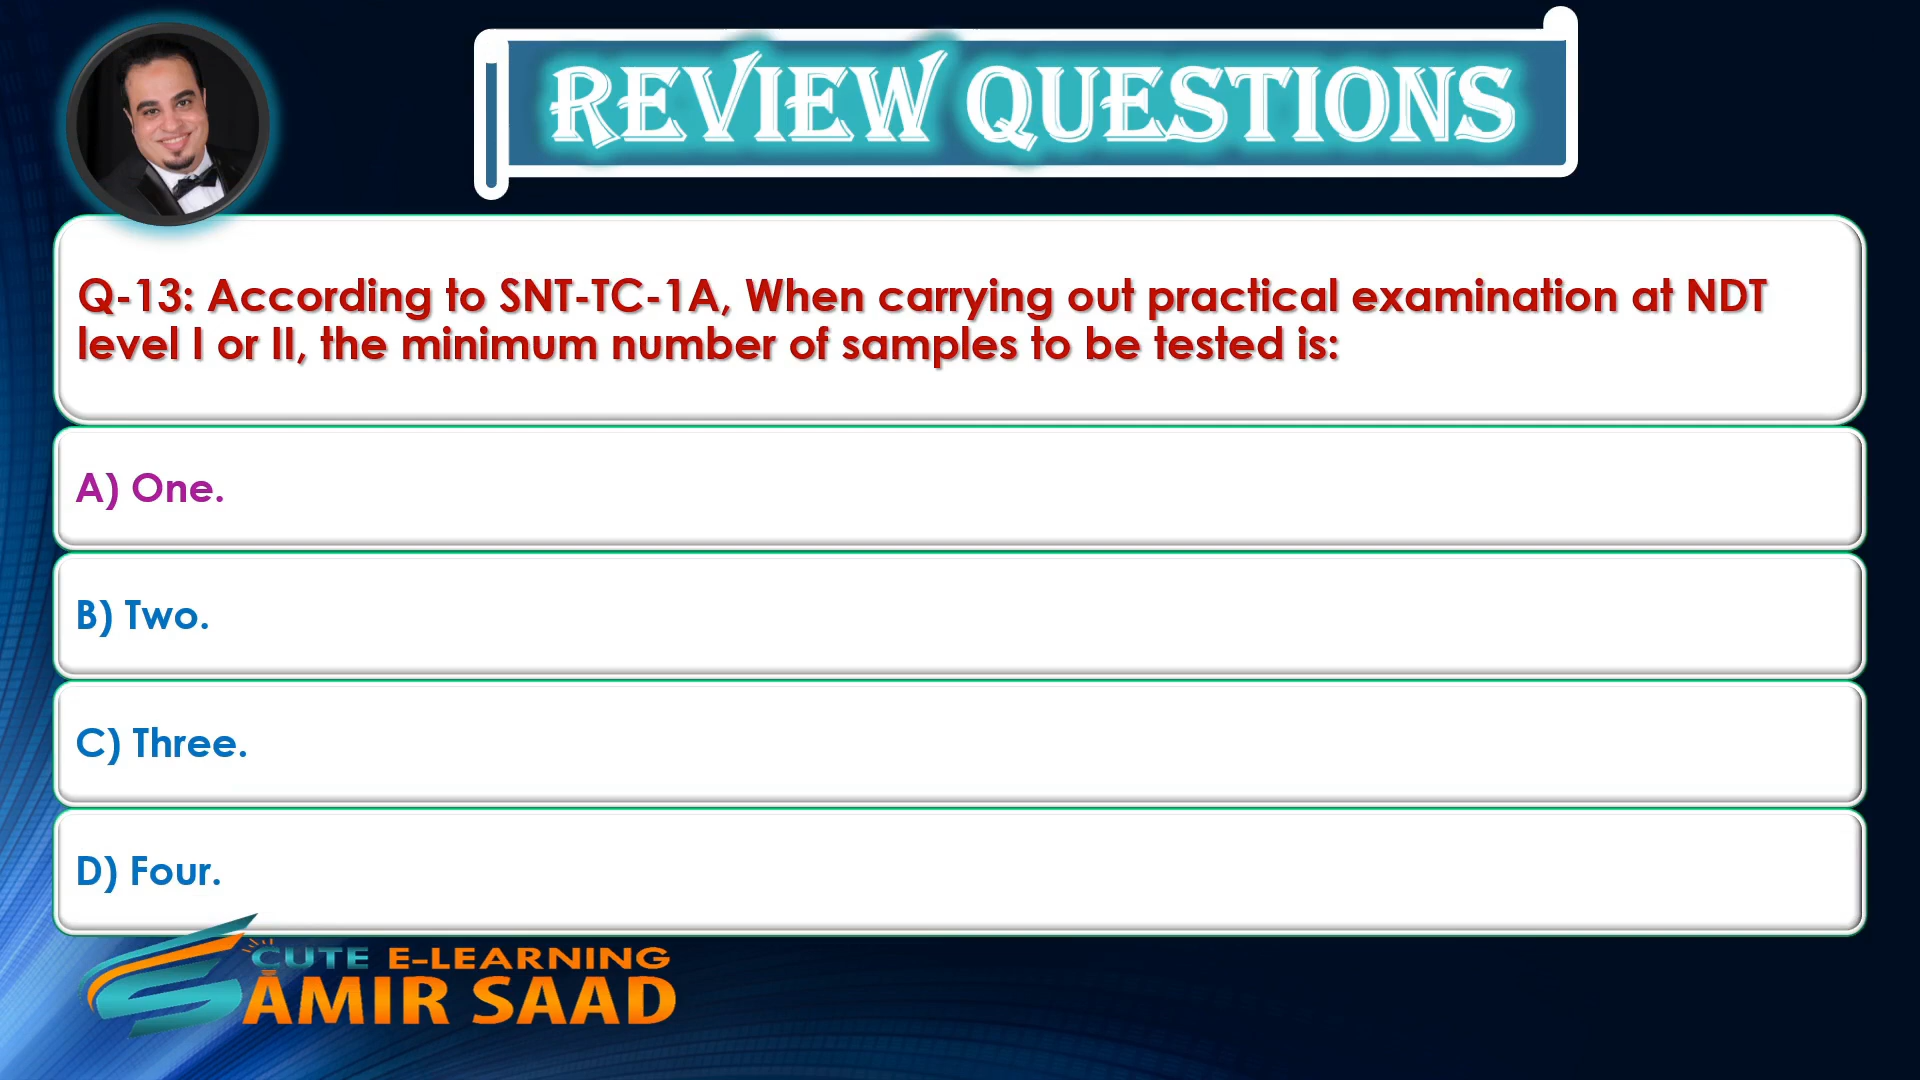 REVIEW QUESTIONS
Q-13: According to SNT-TC-1A, When carrying out practical examination at NDT
level I or II, the minimum number of samples to be tested is:
A) One.
B) Two.
C) Three.
D) Four.
CUTE E-LEARNING
AMIR SAAD